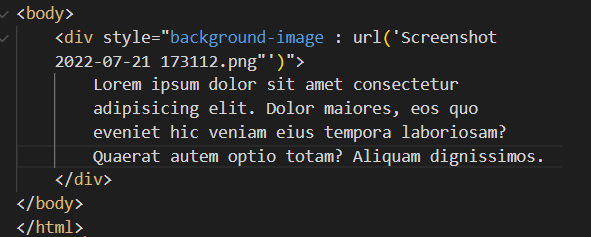 <body>
<div style="background-image : url('Screenshot
2022-07-21 173112.png"')">
Lorem ipsum dolor sit amet consectetur
adipisicing elit. Dolor maiores, eos quo
eveniet hic veniam eius tempora laboriosam?
Quaerat autem optio totam? Aliquam dignissimos.
</div>
</body>
</html>